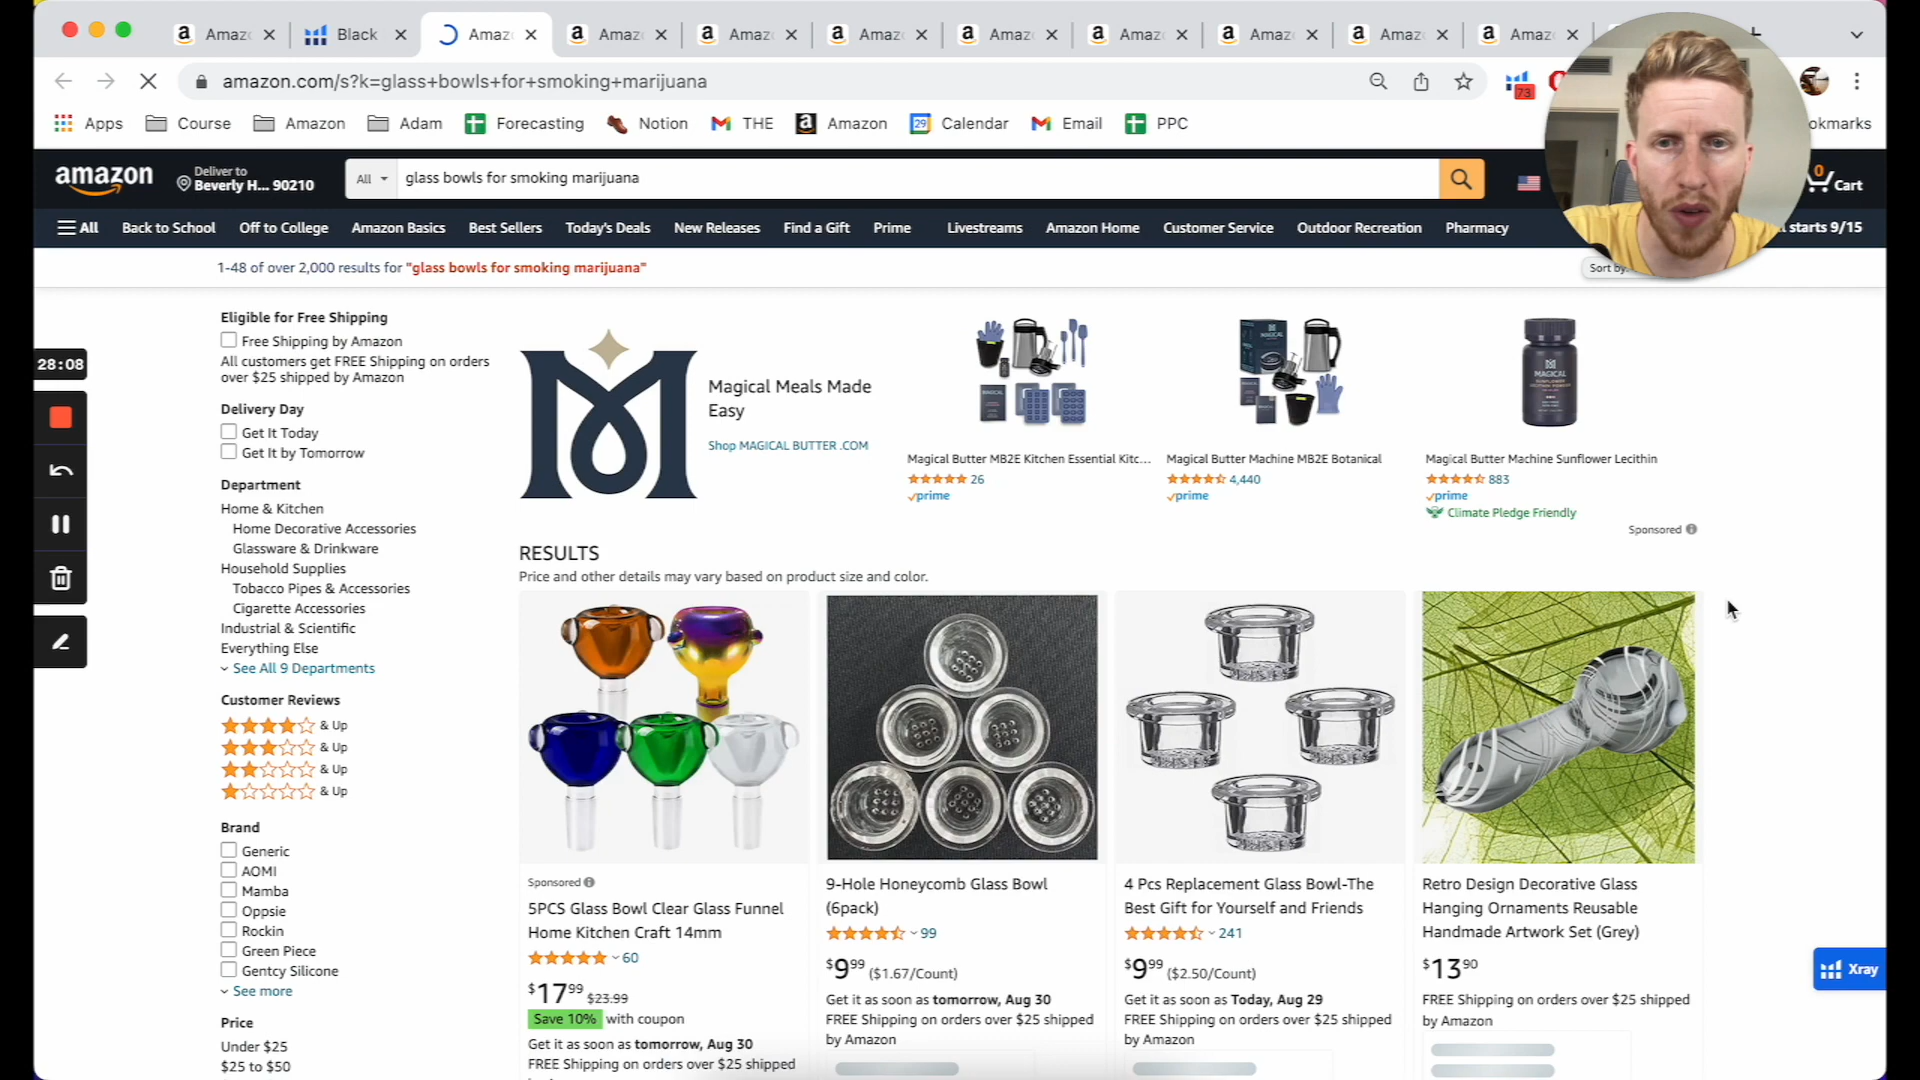 Amaz
Black
Amaz
Amaz
Amaz
Amaz
Amaz
Amaz
Amaz
Amaz
Amaz
amazon.com/s?k=glass+bowls+for+smoking+marijuana
73
Apps
Course
Amazon
Adam
Forecasting
Notion
THE
Amazon
Calendar
Email
PPC
okmarks
amazon
Deliver to
Beverly H... 90210
All
glass bowls for smoking marijuana
0
Cart
All
Back to School
Off to College
Amazon Basics
Best Sellers
Today's Deals
New Releases
Find a Gift
Prime
Livestreams
Amazon Home
Customer Service
Outdoor Recreation
Pharmacy
starts 9/15
1-48 of over 2,000 results for "glass bowls for smoking marijuana"
Sort by:
28:08
Eligible for Free Shipping
Free Shipping by Amazon
All customers get FREE Shipping on orders
over $25 shipped by Amazon
Delivery Day
Get It Today
Get It by Tomorrow
Department
Home & Kitchen
Home Decorative Accessories
Glassware & Drinkware
Household Supplies
Tobacco Pipes & Accessories
Cigarette Accessories
Industrial & Scientific
Everything Else
See All 9 Departments
Customer Reviews
& Up
& Up
& Up
& Up
Brand
Generic
AOMI
Mamba
Oppsie
Rockin
Green Piece
Gentcy Silicone
See more
Price
Under $25
$25 to $50
Magical Meals Made
Easy
Shop MAGICAL BUTTER .COM
Magical Butter MB2E Kitchen Essential Kitc...
26
prime
Magical Butter Machine MB2E Botanical
4,440
prime
MAGICAL
Magical Butter Machine Sunflower Lecithin
883
prime
Climate Pledge Friendly
Sponsored
RESULTS
Price and other details may vary based on product size and color.
Sponsored
5PCS Glass Bowl Clear Glass Funnel
Home Kitchen Craft 14mm
60
$17.99 $23.99
Save 10% with coupon
Get it as soon as tomorrow, Aug 30
FREE Shipping on orders over $25 shipped
9-Hole Honeycomb Glass Bowl
(6pack)
99
$9.99 ($1.67/Count)
Get it as soon as tomorrow, Aug 30
FREE Shipping on orders over $25 shipped
by Amazon
4 Pcs Replacement Glass Bowl-The
Best Gift for Yourself and Friends
241
$9.99 ($2.50/Count)
Get it as soon as Today, Aug 29
FREE Shipping on orders over $25 shipped
by Amazon
Retro Design Decorative Glass
Hanging Ornaments Reusable
Handmade Artwork Set (Grey)
$13.90
FREE Shipping on orders over $25 shipped
by Amazon
Xray